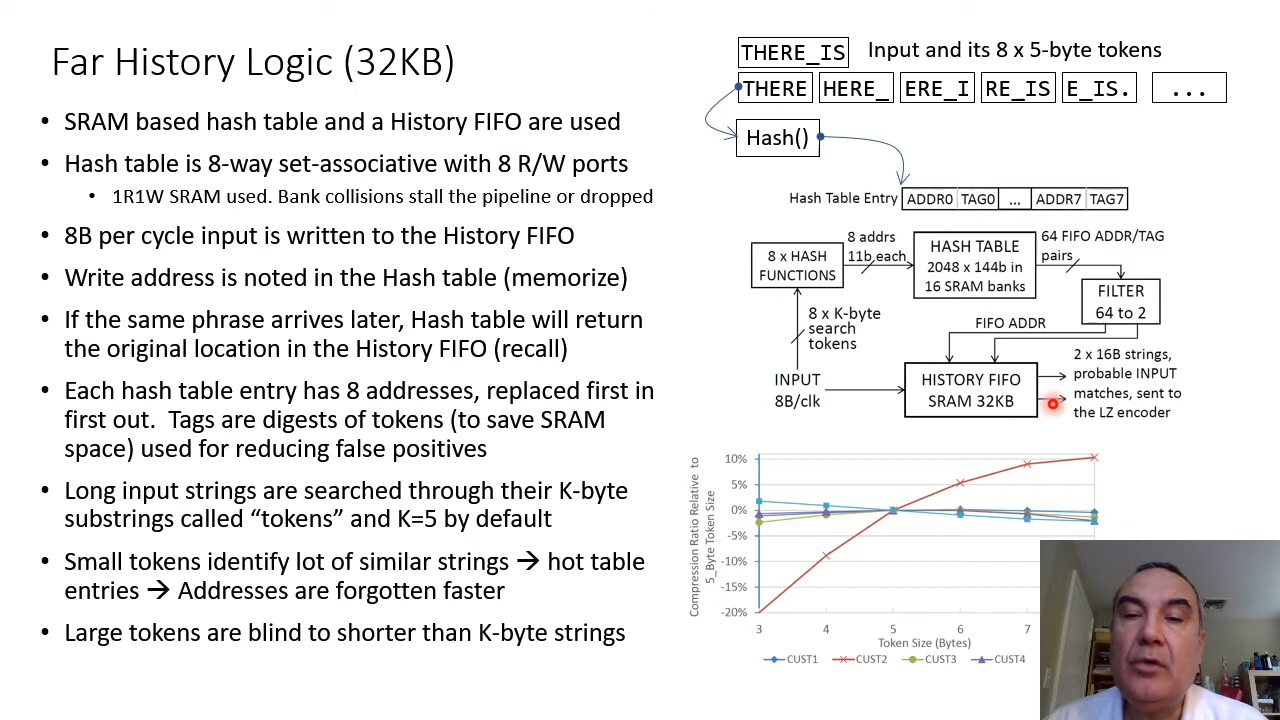 Far History Logic (32KB)
• SRAM based hash table and a History FIFO are used
• Hash table is 8-way set-associative with 8 R/W ports
• 1R1W SRAM used. Bank collisions stall the pipeline or dropped
• 8B per cycle input is written to the History FIFO
• Write address is noted in the Hash table (memorize)
• If the same phrase arrives later, Hash table will return
the original location in the History FIFO (recall)
• Each hash table entry has 8 addresses, replaced first in
first out. Tags are digests of tokens (to save SRAM
space) used for reducing false positives
• Long input strings are searched through their K-byte
substrings called “tokens” and K=5 by default
• Small tokens identify lot of similar strings → hot table
entries → Addresses are forgotten faster
• Large tokens are blind to shorter than K-byte strings
THERE_IS Input and its 8 x 5-byte tokens
THERE HERE_ ERE_I RE_IS E_IS. ...
Hash()
Hash Table Entry ADDR0 TAG0 ... ADDR7 TAG7
8 x HASH
FUNCTIONS
8 addrs
11b each
HASH TABLE
2048 x 144b in
16 SRAM banks
64 FIFO ADDR/TAG
pairs
FILTER
64 to 2
8 x K-byte
search
tokens
FIFO ADDR
INPUT
8B/clk
HISTORY FIFO
SRAM 32KB
2 x 16B strings,
probable INPUT
matches, sent to
the LZ encoder
Compression Ratio Relative to
5_Byte Token Size
10%
5%
0%
-5%
-10%
-15%
-20%
3 4 5 6 7
Token Size (Bytes)
CUST1 CUST2 CUST3 CUST4